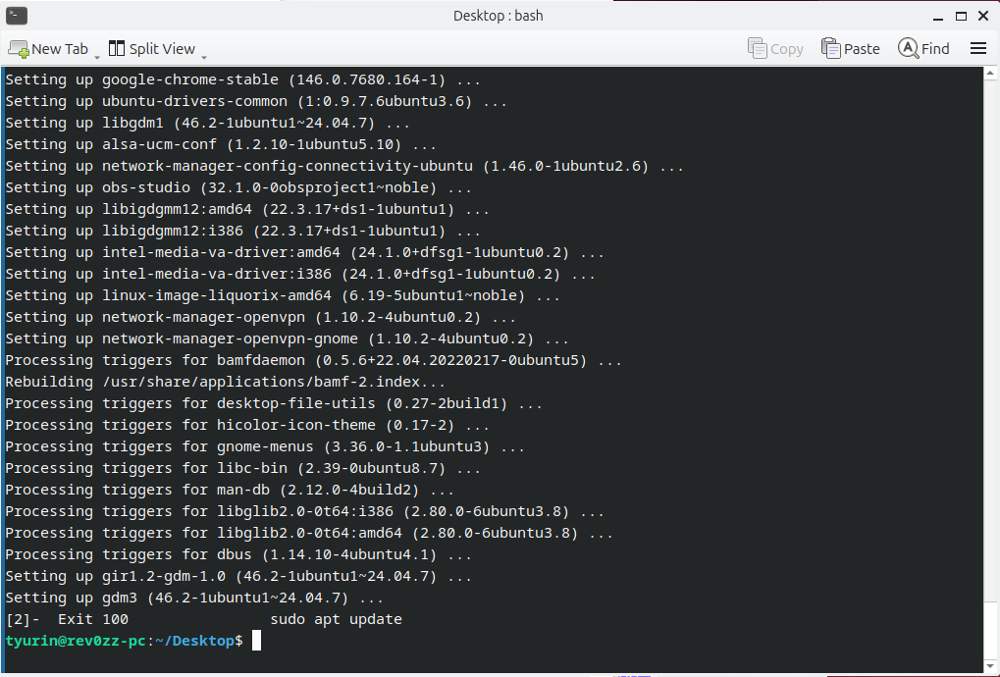 Desktop : bash
New Tab Split View Copy Paste Find
Setting up google-chrome-stable (146.0.7680.164-1) ...
Setting up ubuntu-drivers-common (1:0.9.7.6ubuntu3.6) ...
Setting up libgdm1 (46.2-1ubuntu1~24.04.7) ...
Setting up alsa-ucm-conf (1.2.10-1ubuntu5.10) ...
Setting up network-manager-config-connectivity-ubuntu (1.46.0-1ubuntu2.6) ...
Setting up obs-studio (32.1.0-0obsproject1~noble) ...
Setting up libigdgmm12:amd64 (22.3.17+ds1-1ubuntu1) ...
Setting up libigdgmm12:i386 (22.3.17+ds1-1ubuntu1) ...
Setting up intel-media-va-driver:amd64 (24.1.0+dfsg1-1ubuntu0.2) ...
Setting up intel-media-va-driver:i386 (24.1.0+dfsg1-1ubuntu0.2) ...
Setting up linux-image-liquorix-amd64 (6.19-5ubuntu1~noble) ...
Setting up network-manager-openvpn (1.10.2-4ubuntu0.2) ...
Setting up network-manager-openvpn-gnome (1.10.2-4ubuntu0.2) ...
Processing triggers for bamfdaemon (0.5.6+22.04.20220217-0ubuntu5) ...
Rebuilding /usr/share/applications/bamf-2.index...
Processing triggers for desktop-file-utils (0.27-2build1) ...
Processing triggers for hicolor-icon-theme (0.17-2) ...
Processing triggers for gnome-menus (3.36.0-1.1ubuntu3) ...
Processing triggers for libc-bin (2.39-0ubuntu8.7) ...
Processing triggers for man-db (2.12.0-4build2) ...
Processing triggers for libglib2.0-0t64:i386 (2.80.0-6ubuntu3.8) ...
Processing triggers for libglib2.0-0t64:amd64 (2.80.0-6ubuntu3.8) ...
Processing triggers for dbus (1.14.10-4ubuntu4.1) ...
Setting up gir1.2-gdm-1.0 (46.2-1ubuntu1~24.04.7) ...
Setting up gdm3 (46.2-1ubuntu1~24.04.7) ...
[2]-  Exit 100                sudo apt update
tyurin@rev0zz-pc:~/Desktop$